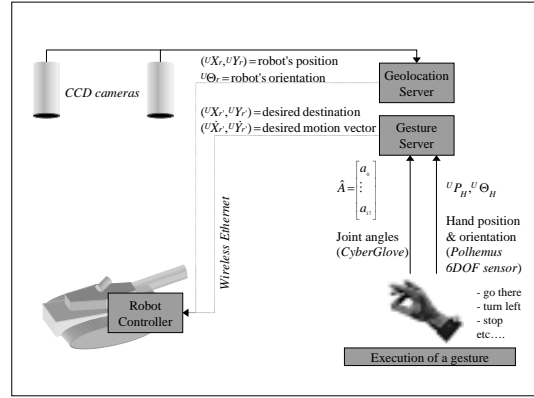 (ᵁXᵣ,ᵁYᵣ)=robot's position
ᵁΘᵣ=robot's orientation
CCD cameras
Geolocation
Server
(ᵁXᵣ',ᵁYᵣ')=desired destination
(ᵁẊᵣ',ᵁẎᵣ')=desired motion vector
Gesture
Server
Â=[a₀ ⋮ a₁₇]
ᵁP_H,ᵁΘ_H
Joint angles
(CyberGlove)
Hand position
& orientation
(Polhemus
6DOF sensor)
Wireless Ethernet
Robot
Controller
- go there
- turn left
- stop
etc….
Execution of a gesture